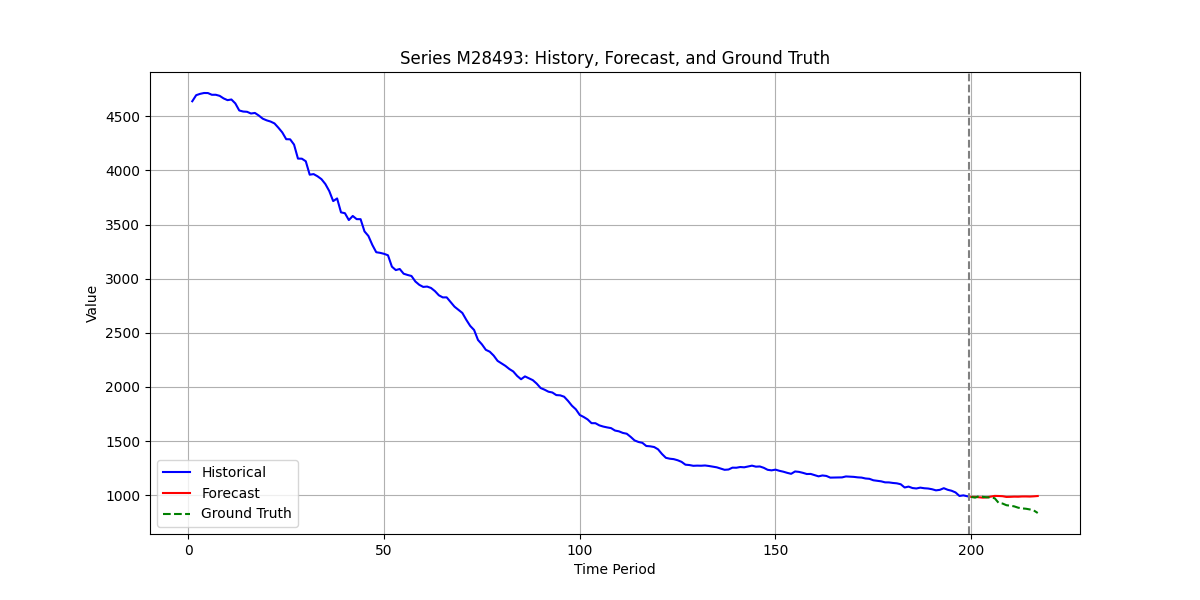 Series M28493: History, Forecast, and Ground Truth
Value
4500
4000
3500
3000
2500
2000
1500
1000
Historical
Forecast
Ground Truth
0 50 100 150 200
Time Period